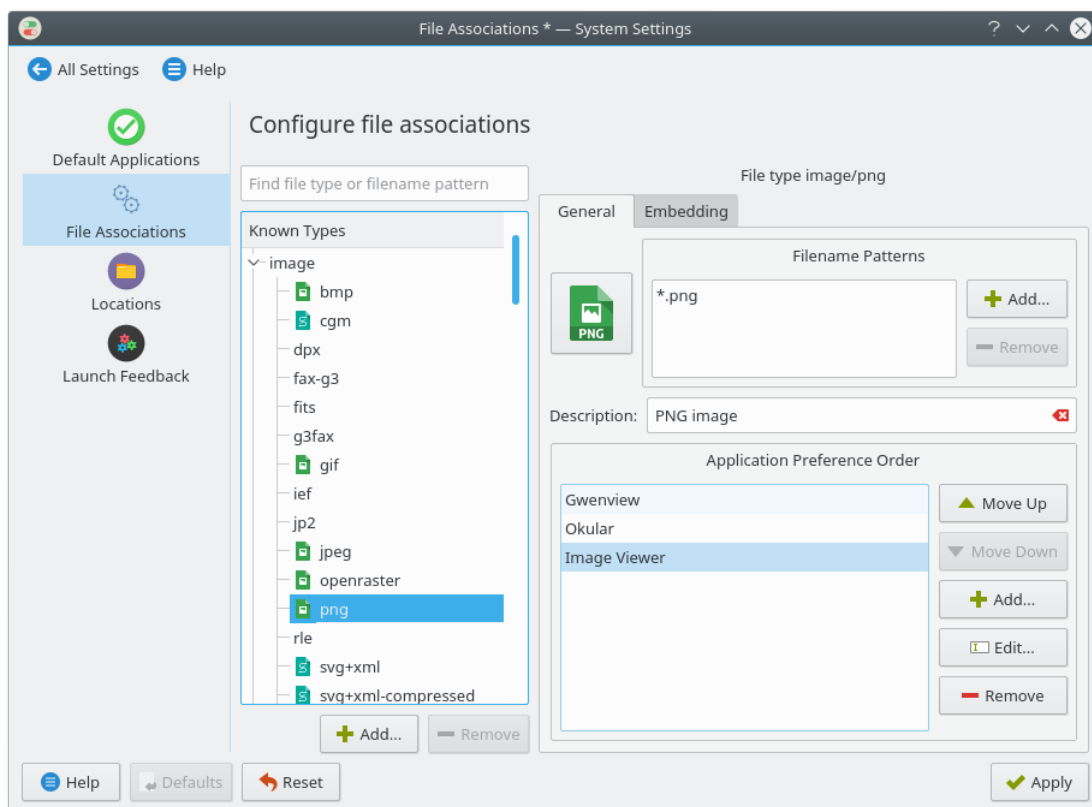 File Associations * — System Settings
All Settings
Help
Default Applications
File Associations
Locations
Launch Feedback
Configure file associations
Find file type or filename pattern
Known Types
image
bmp
cgm
dpx
fax-g3
fits
g3fax
gif
ief
jp2
jpeg
openraster
png
rle
svg+xml
svg+xml-compressed
Add...
Remove
File type image/png
General
Embedding
PNG
Filename Patterns
*.png
Add...
Remove
Description:
PNG image
Application Preference Order
Gwenview
Okular
Image Viewer
Move Up
Move Down
Add...
Edit...
Remove
Help
Defaults
Reset
Apply